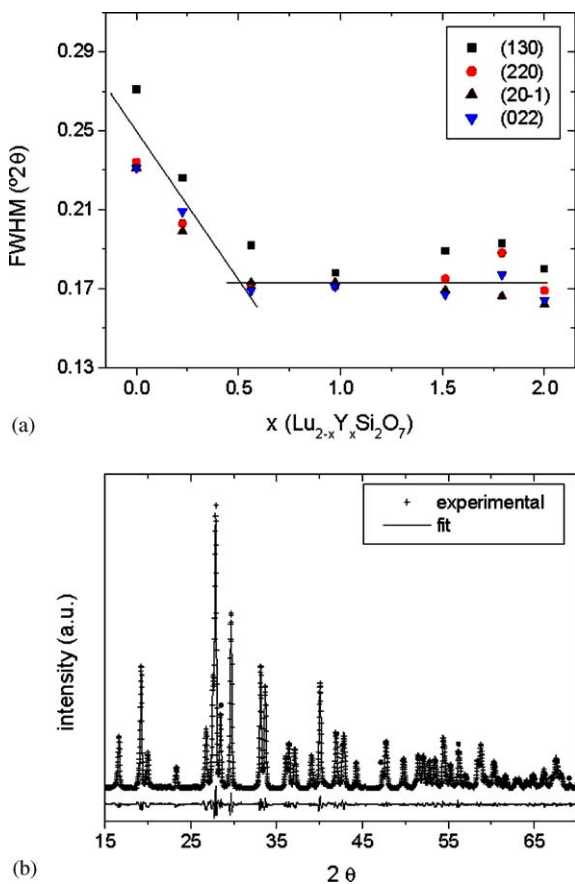 0.29
0.25
0.21
0.17
0.13
FWHM (º2θ)
(130)
(220)
(20-1)
(022)
0.0 0.5 1.0 1.5 2.0
x (Lu2-xYxSi2O7)
(a)
experimental
fit
intensity (a.u.)
15 25 35 45 55 65
2 θ
(b)